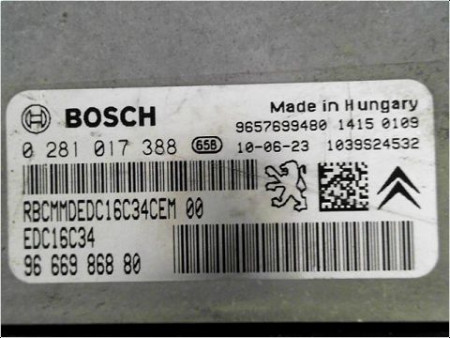 BOSCH
Made in Hungary
9657699480 1415 0109
0 281 017 388 65B 10-06-23 1039S24532
RBCMMDEDC16C34CEM 00
EDC16C34
96 669 868 80